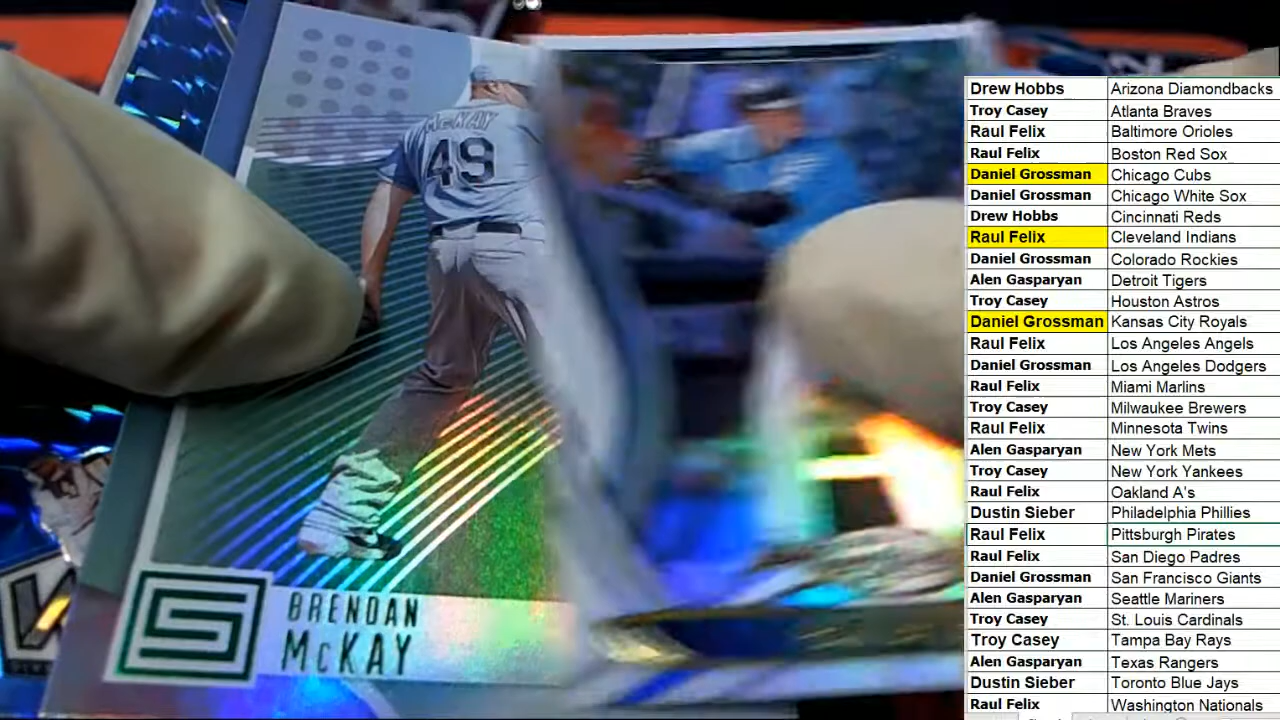 McKAY
49
BRENDAN
McKAY
Drew Hobbs Arizona Diamondbacks
Troy Casey Atlanta Braves
Raul Felix Baltimore Orioles
Raul Felix Boston Red Sox
Daniel Grossman Chicago Cubs
Daniel Grossman Chicago White Sox
Drew Hobbs Cincinnati Reds
Raul Felix Cleveland Indians
Daniel Grossman Colorado Rockies
Alen Gasparyan Detroit Tigers
Troy Casey Houston Astros
Daniel Grossman Kansas City Royals
Raul Felix Los Angeles Angels
Daniel Grossman Los Angeles Dodgers
Raul Felix Miami Marlins
Troy Casey Milwaukee Brewers
Raul Felix Minnesota Twins
Alen Gasparyan New York Mets
Troy Casey New York Yankees
Raul Felix Oakland A's
Dustin Sieber Philadelphia Phillies
Raul Felix Pittsburgh Pirates
Raul Felix San Diego Padres
Daniel Grossman San Francisco Giants
Alen Gasparyan Seattle Mariners
Troy Casey St. Louis Cardinals
Troy Casey Tampa Bay Rays
Alen Gasparyan Texas Rangers
Dustin Sieber Toronto Blue Jays
Raul Felix Washington Nationals